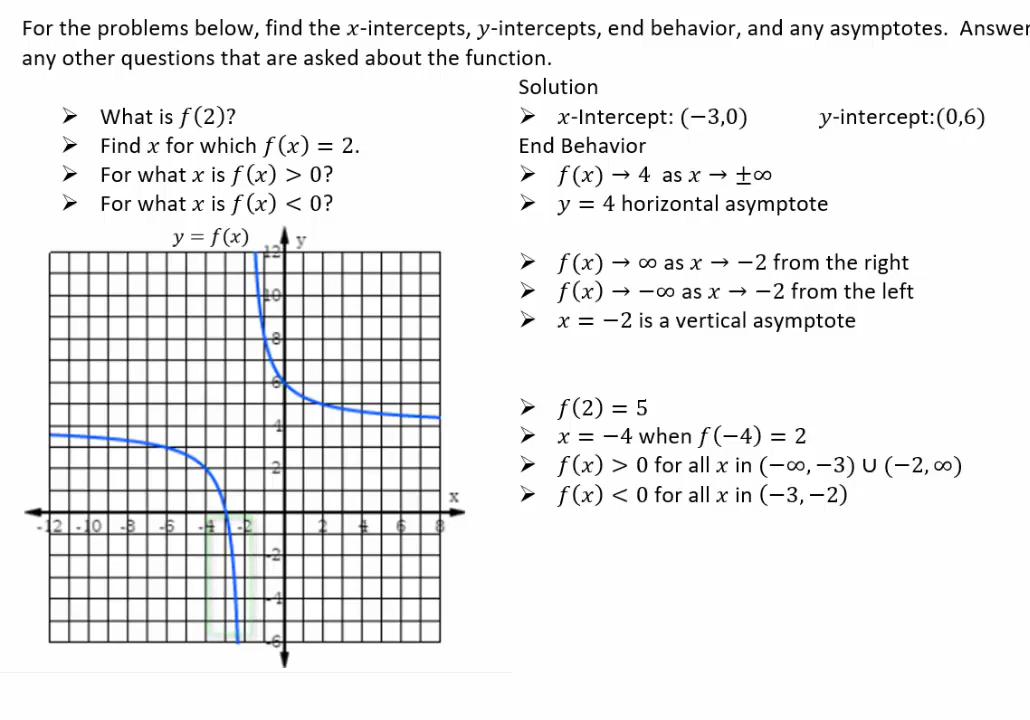 For the problems below, find the x-intercepts, y-intercepts, end behavior, and any asymptotes. Answer
any other questions that are asked about the function.
➢ What is f(2)?
➢ Find x for which f(x) = 2.
➢ For what x is f(x) > 0?
➢ For what x is f(x) < 0?
y = f(x)
y
12
10
8
6
4
2
x
-12 -10 -8 -6 -4 -2 2 4 6 8
-2
-4
-6
Solution
➢ x-Intercept: (−3,0) y-intercept:(0,6)
End Behavior
➢ f(x) → 4 as x → ±∞
➢ y = 4 horizontal asymptote
➢ f(x) → ∞ as x → −2 from the right
➢ f(x) → −∞ as x → −2 from the left
➢ x = −2 is a vertical asymptote
➢ f(2) = 5
➢ x = −4 when f(−4) = 2
➢ f(x) > 0 for all x in (−∞, −3) ∪ (−2, ∞)
➢ f(x) < 0 for all x in (−3, −2)